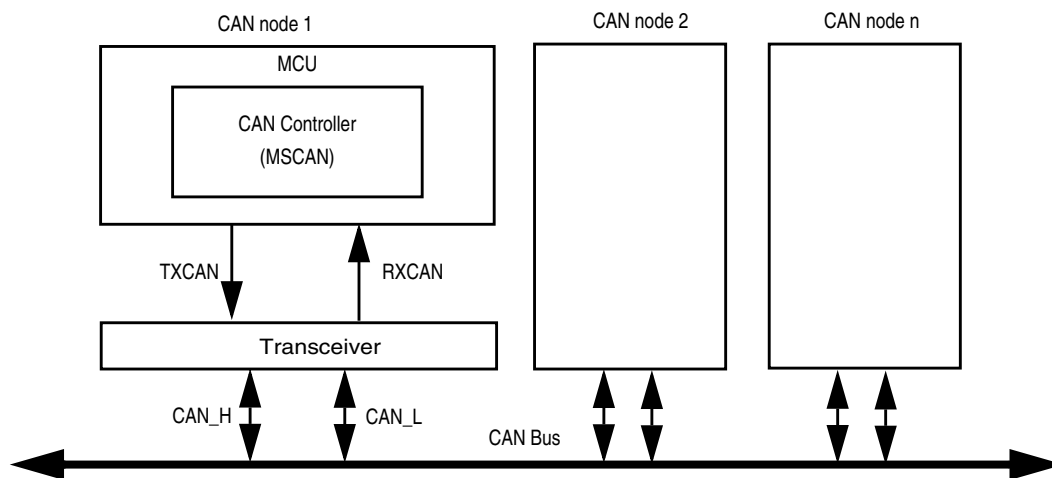 CAN node 1
CAN node 2
CAN node n
MCU
CAN Controller
(MSCAN)
TXCAN
RXCAN
Transceiver
CAN_H
CAN_L
CAN Bus